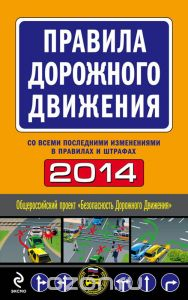 ПРАВИЛА
ДОРОЖНОГО
ДВИЖЕНИЯ
СО ВСЕМИ ПОСЛЕДНИМИ ИЗМЕНЕНИЯМИ
В ПРАВИЛАХ И ШТРАФАХ
2014
Общероссийский проект «Безопасность Дорожного Движения»
ЭКСМО